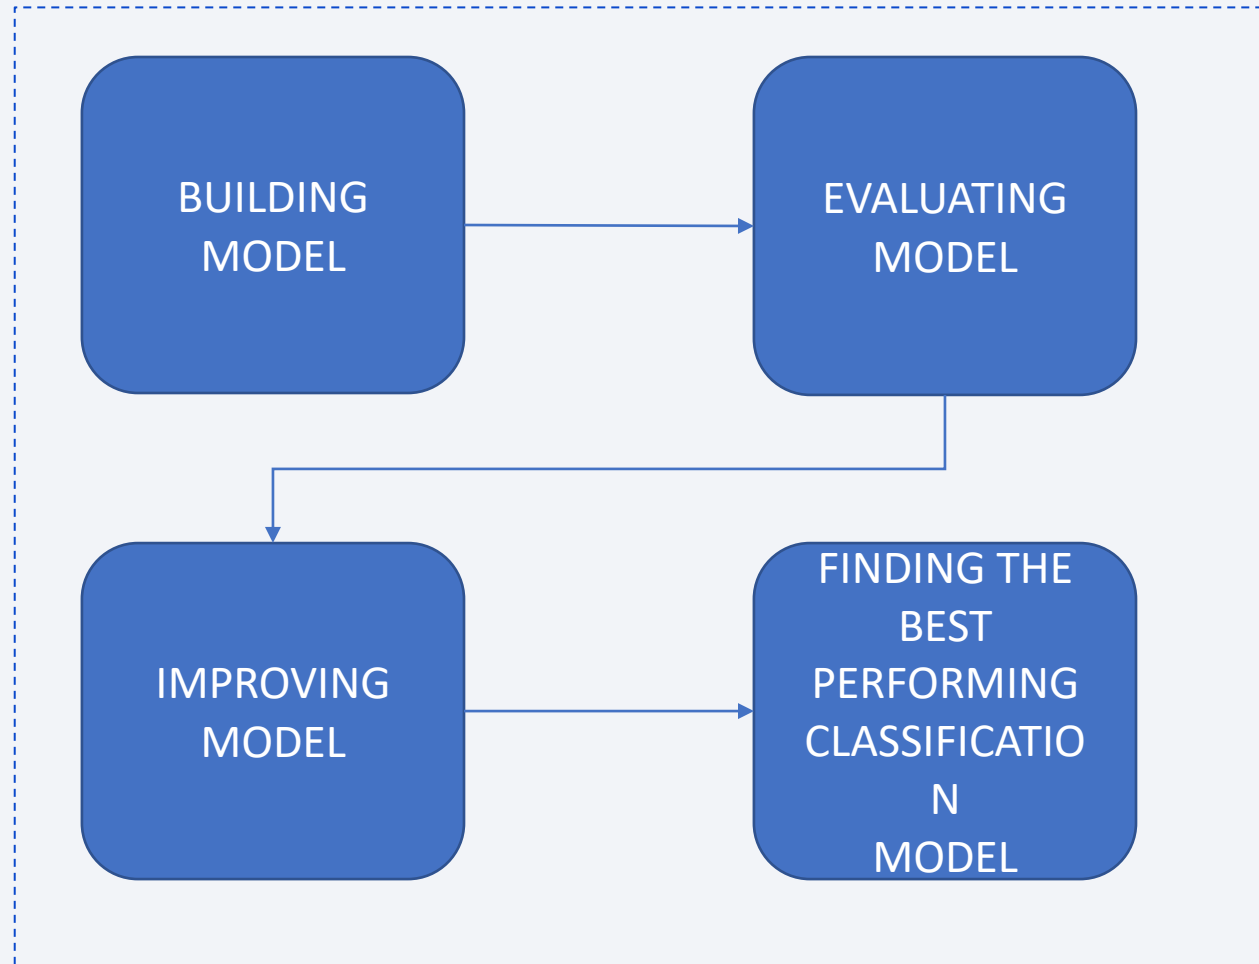 BUILDING
MODEL
EVALUATING
MODEL
IMPROVING
MODEL
FINDING THE
BEST
PERFORMING
CLASSIFICATIO
N
MODEL